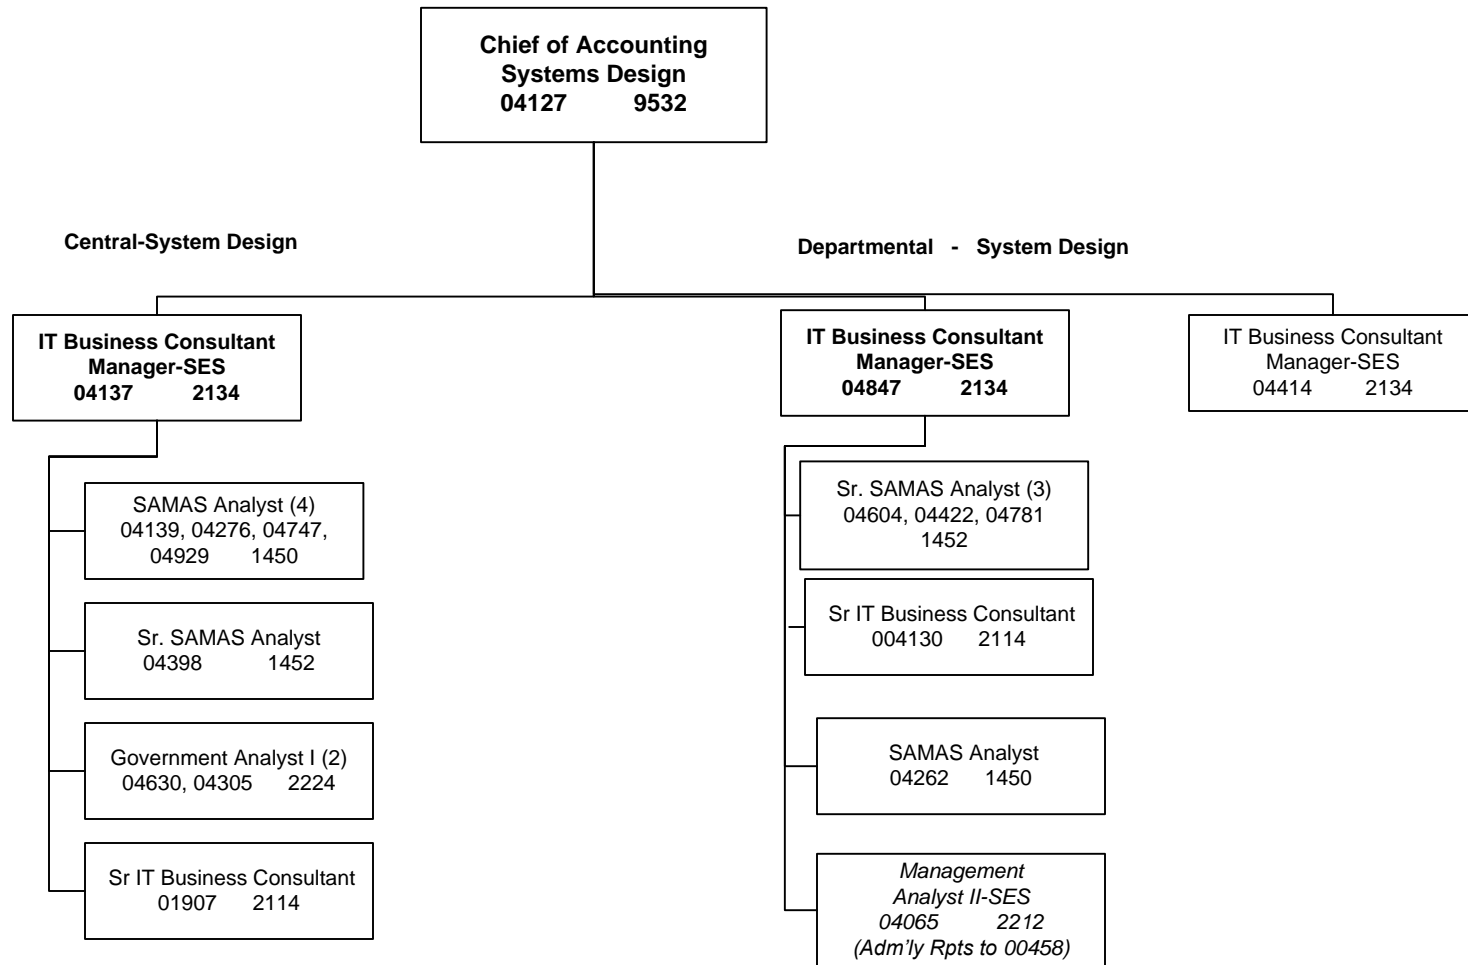 Chief of Accounting
Systems Design
04127 9532
Central-System Design
Departmental - System Design
IT Business Consultant
Manager-SES
04137 2134
IT Business Consultant
Manager-SES
04847 2134
IT Business Consultant
Manager-SES
04414 2134
SAMAS Analyst (4)
04139, 04276, 04747,
04929 1450
Sr. SAMAS Analyst
04398 1452
Government Analyst I (2)
04630, 04305 2224
Sr IT Business Consultant
01907 2114
Sr. SAMAS Analyst (3)
04604, 04422, 04781
1452
Sr IT Business Consultant
004130 2114
SAMAS Analyst
04262 1450
Management
Analyst II-SES
04065 2212
(Adm'ly Rpts to 00458)